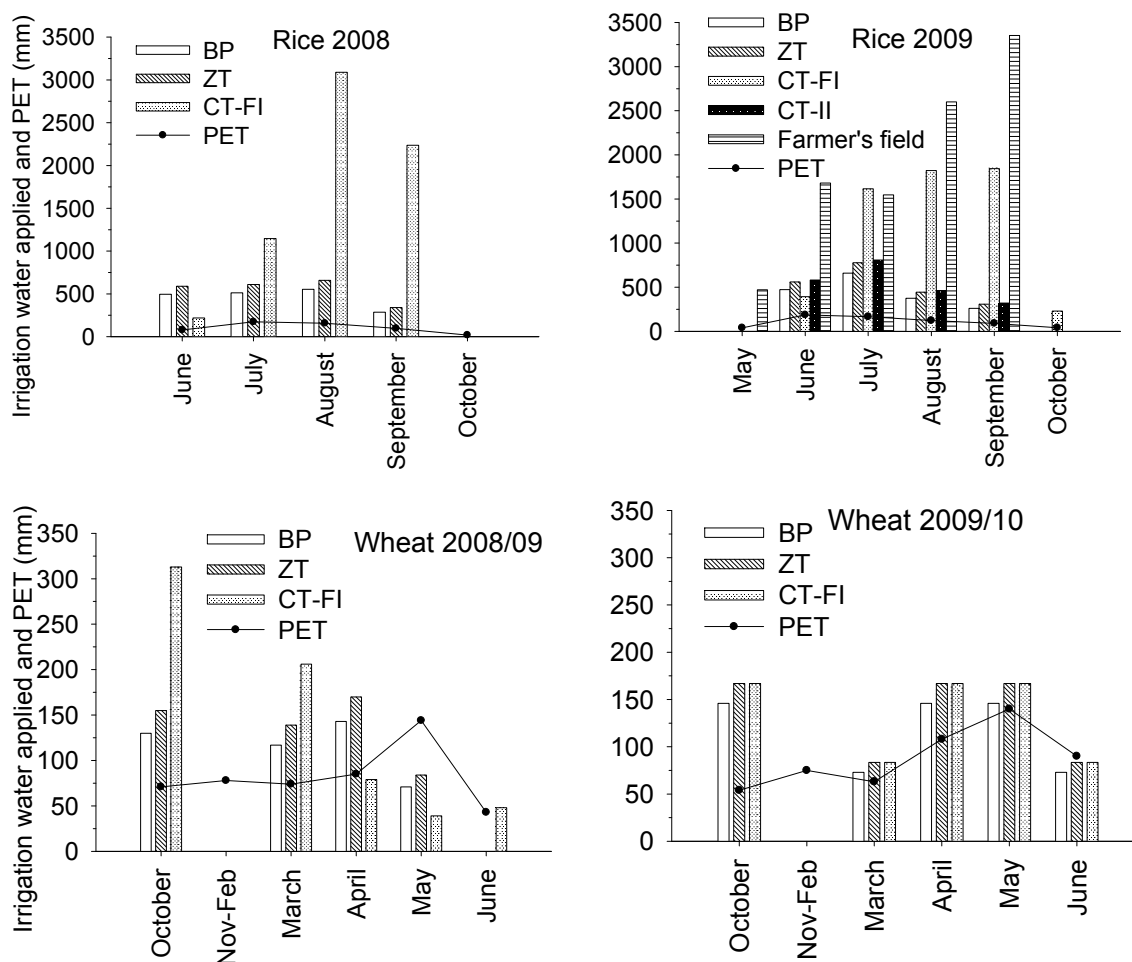 Rice 2008
BP
ZT
CT-FI
PET
Irrigation water applied and PET (mm)
3500
3000
2500
2000
1500
1000
500
0
June
July
August
September
October
Rice 2009
BP
ZT
CT-FI
CT-II
Farmer's field
PET
3500
3000
2500
2000
1500
1000
500
0
May
June
July
August
September
October
Wheat 2008/09
BP
ZT
CT-FI
PET
Irrigation water applied and PET (mm)
350
300
250
200
150
100
50
0
October
Nov-Feb
March
April
May
June
Wheat 2009/10
BP
ZT
CT-FI
PET
350
300
250
200
150
100
50
0
October
Nov-Feb
March
April
May
June